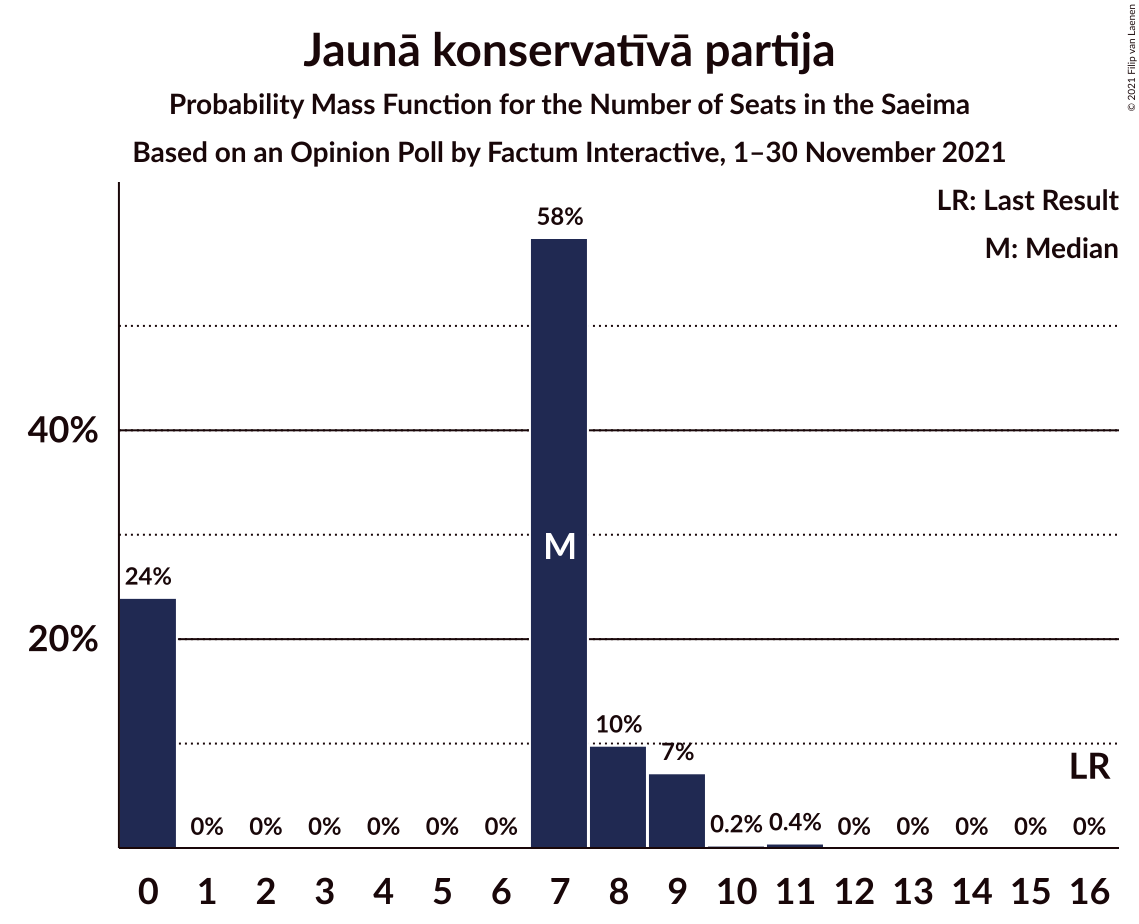 Jaunā konservatīvā partija
Probability Mass Function for the Number of Seats in the Saeima
Based on an Opinion Poll by Factum Interactive, 1–30 November 2021
© 2021 Filip van Laenen
LR: Last Result
M: Median
58%
40%
M
24%
20%
10%
7%
LR
0% 0% 0% 0% 0% 0% 0.2% 0.4% 0% 0% 0% 0% 0%
0 1 2 3 4 5 6 7 8 9 10 11 12 13 14 15 16